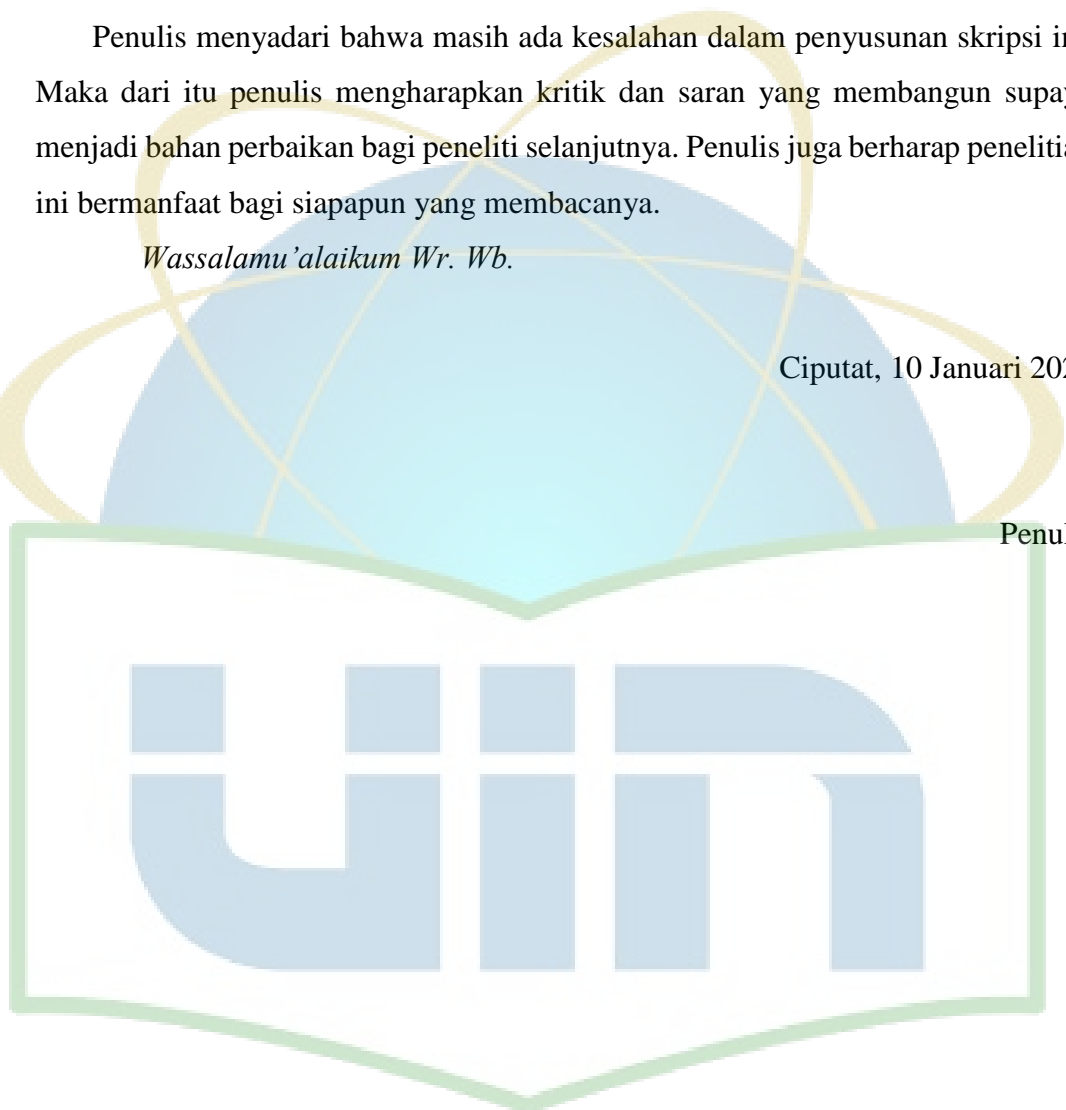 Penulis menyadari bahwa masih ada kesalahan dalam penyusunan skripsi
Maka dari itu penulis mengharapkan kritik dan saran yang membangun
menjadi bahan perbaikan bagi peneliti selanjutnya. Penulis juga berharap
ini bermanfaat bagi siapapun yang membacanya.
Wassalamu’alaikum Wr. Wb.
Ciputat, 10 Januari
uin